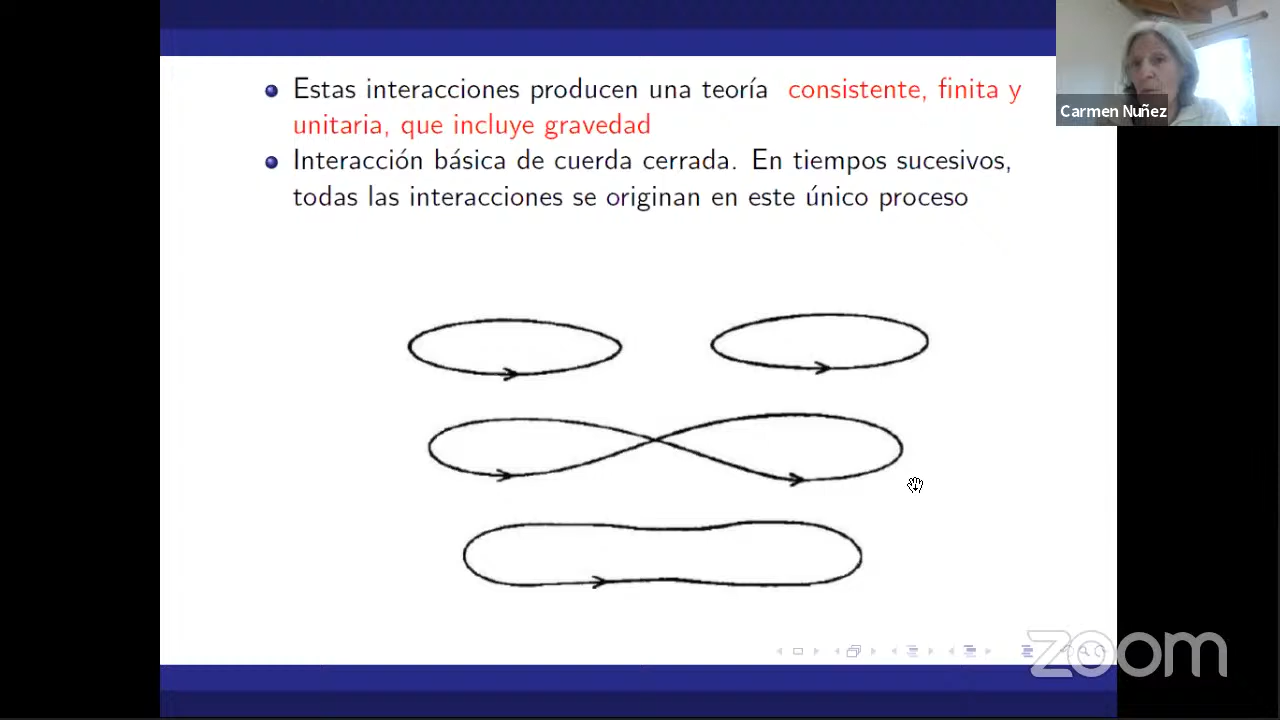 Estas interacciones producen una teoría consistente, finita y
unitaria, que incluye gravedad
Interacción básica de cuerda cerrada. En tiempos sucesivos,
todas las interacciones se originan en este único proceso
Carmen Nuñez
zoom